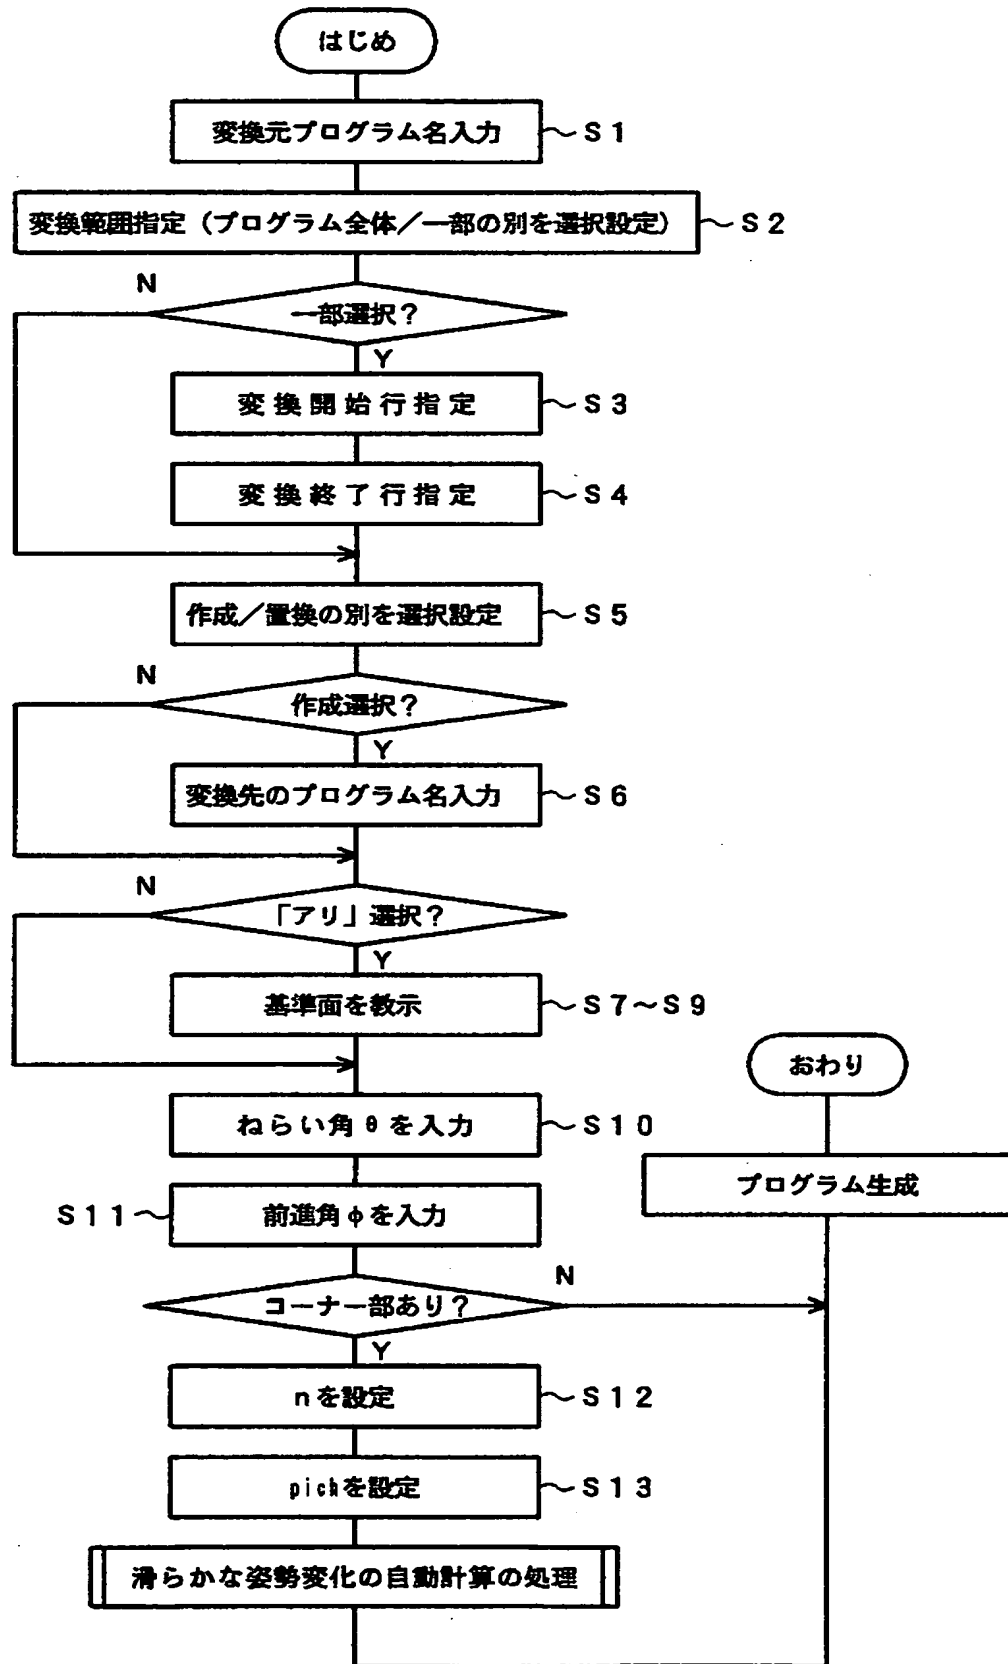 はじめ
変換元プログラム名入力
S1
変換範囲指定（プログラム全体／一部の別を選択設定）
S2
N
一部選択？
Y
変換開始行指定
S3
変換終了行指定
S4
作成／置換の別を選択設定
S5
N
作成選択？
Y
変換先のプログラム名入力
S6
N
「アリ」選択？
Y
基準面を教示
S7～S9
おわり
ねらい角θを入力
S10
プログラム生成
S11
前進角φを入力
N
コーナー部あり？
Y
nを設定
S12
pichを設定
S13
滑らかな姿勢変化の自動計算の処理